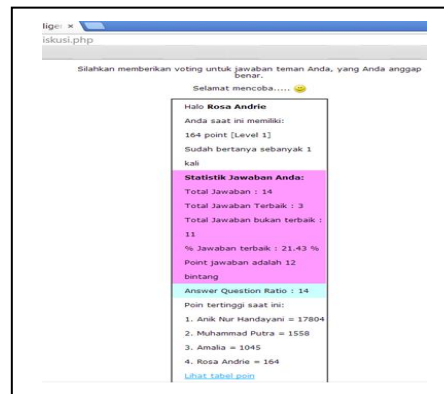 lige: ×
iskusi.php
Silahkan memberikan voting untuk jawaban teman Anda, yang Anda anggap
benar.
Selamat mencoba.....
Halo Rosa Andrie
Anda saat ini memiliki:
164 point [Level 1]
Sudah bertanya sebanyak 1
kali
Statistik Jawaban Anda:
Total Jawaban : 14
Total Jawaban Terbaik : 3
Total Jawaban bukan terbaik :
11
% Jawaban terbaik : 21.43 %
Point jawaban adalah 12
bintang
Answer Question Ratio : 14
Poin tertinggi saat ini:
1. Anik Nur Handayani = 17804
2. Muhammad Putra = 1558
3. Amalia = 1045
4. Rosa Andrie = 164
Lihat tabel poin